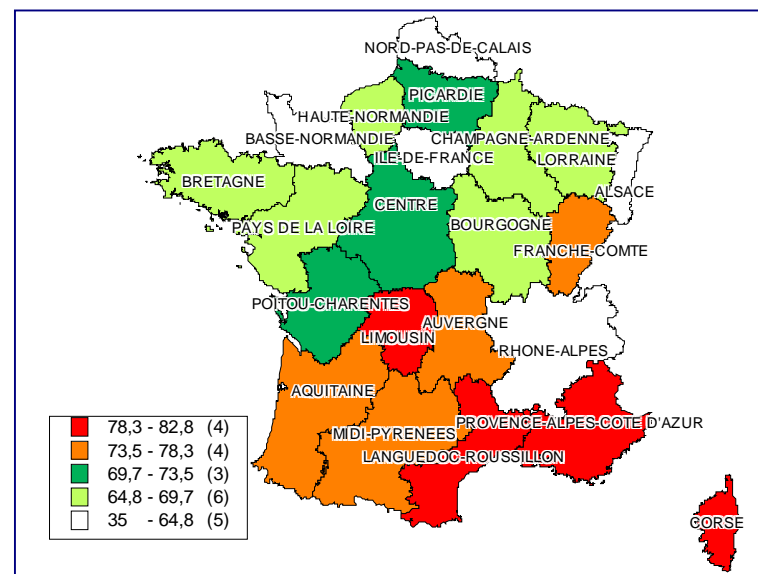 NORD-PAS-DE-CALAIS
PICARDIE
HAUTE-NORMANDIE
BASSE-NORMANDIE
CHAMPAGNE-ARDENNE
ILE-DE-FRANCE
LORRAINE
BRETAGNE
ALSACE
CENTRE
PAYS DE LA LOIRE
BOURGOGNE
FRANCHE-COMTE
POITOU-CHARENTES
AUVERGNE
LIMOUSIN
RHONE-ALPES
AQUITAINE
PROVENCE-ALPES-COTE D'AZUR
MIDI-PYRENEES
LANGUEDOC-ROUSSILLON
CORSE
78,3 - 82,8 (4)
73,5 - 78,3 (4)
69,7 - 73,5 (3)
64,8 - 69,7 (6)
35 - 64,8 (5)